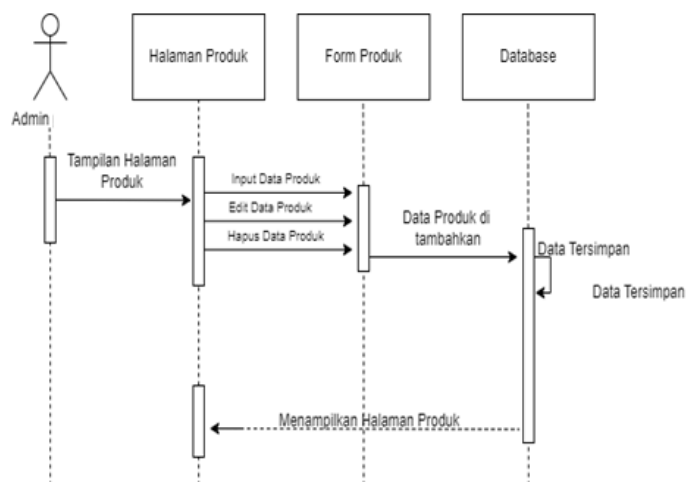 Halaman Produk
Form Produk
Database
Admin
Tampilan Halaman
Produk
Input Data Produk
Edit Data Produk
Hapus Data Produk
Data Produk di
tambahkan
Data Tersimpan
Data Tersimpan
Menampilkan Halaman Produk